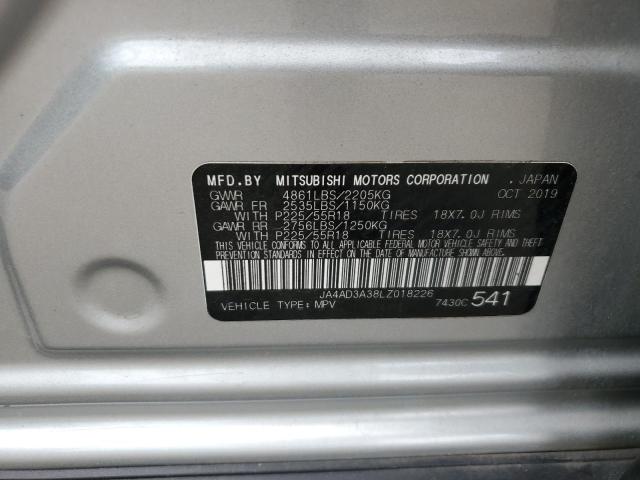 MFD.BY MITSUBISHI MOTORS CORPORATION . JAPAN
GVWR 4861LBS/2205KG OCT 2019
GAWR FR 2535LBS/1150KG
WITH P225/55R18 TIRES 18X7.0J RIMS
GAWR RR 2756LBS/1250KG
WITH P225/55R18 TIRES 18X7.0J RIMS
THIS VEHICLE CONFORMS TO ALL APPLICABLE FEDERAL MOTOR VEHICLE SAFETY AND THEFT
PREVENTION STANDARDS IN EFFECT ON THE DATE OF MANUFACTURE SHOWN ABOVE.
JA4AD3A38LZ018226
VEHICLE TYPE: MPV 7430C 541